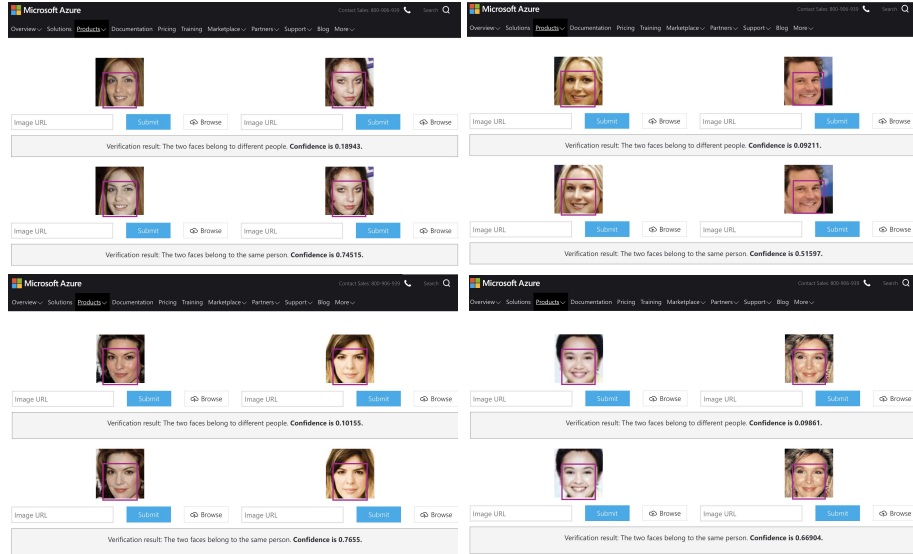 Microsoft Azure
Contact Sales: 800-906-939
Search
Overview Solutions Products Documentation Pricing Training Marketplace Partners Support Blog More
Image URL Submit Browse Image URL Submit Browse
Verification result: The two faces belong to different people. Confidence is 0.18943.
Image URL Submit Browse Image URL Submit Browse
Verification result: The two faces belong to the same person. Confidence is 0.74515.
Microsoft Azure
Search
Overview Solutions Products Documentation Pricing Training Marketplace Partners Support Blog More
Image URL Submit Browse Image URL Submit Browse
Verification result: The two faces belong to different people. Confidence is 0.09211.
Image URL Submit Browse Image URL Submit Browse
Verification result: The two faces belong to the same person. Confidence is 0.51597.
Microsoft Azure
Contact Sales: 800-906-939
Search
Overview Solutions Products Documentation Pricing Training Marketplace Partners Support Blog More
Image URL Submit Browse Image URL Submit Browse
Verification result: The two faces belong to different people. Confidence is 0.10155.
Image URL Submit Browse Image URL Submit Browse
Verification result: The two faces belong to the same person. Confidence is 0.7655.
Microsoft Azure
Search
Overview Solutions Products Documentation Pricing Training Marketplace Partners Support Blog More
Image URL Submit Browse Image URL Submit Browse
Verification result: The two faces belong to different people. Confidence is 0.09861.
Image URL Submit Browse Image URL Submit Browse
Verification result: The two faces belong to the same person. Confidence is 0.66904.